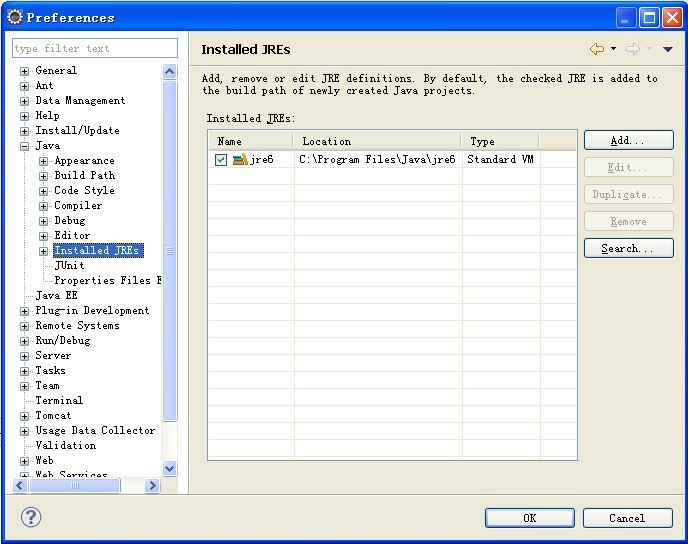 Preferences
type filter text
General
Ant
Data Management
Help
Install/Update
Java
Appearance
Build Path
Code Style
Compiler
Debug
Editor
Installed JREs
JUnit
Properties Files E
Java EE
Plug-in Development
Remote Systems
Run/Debug
Server
Tasks
Team
Terminal
Tomcat
Usage Data Collector
Validation
Web
Web Services
Installed JREs
Add, remove or edit JRE definitions. By default, the checked JRE is added to
the build path of newly created Java projects.
Installed JREs:
Name Location Type
jre6 C:\Program Files\Java\jre6 Standard VM
Add...
Edit...
Duplicate...
Remove
Search...
OK Cancel